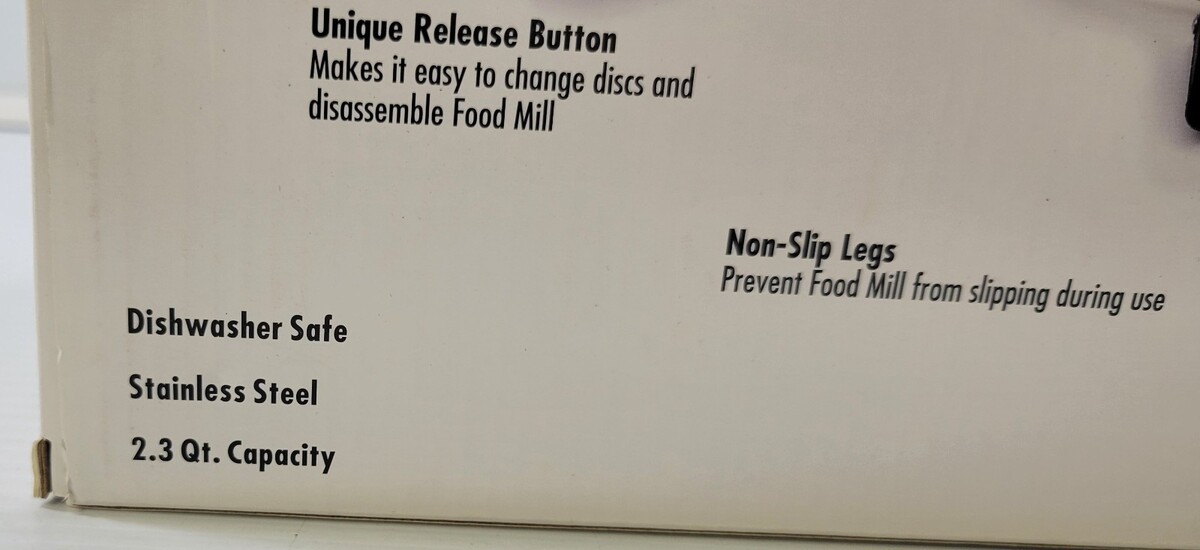 Unique Release Button
Makes it easy to change discs and
disassemble Food Mill
Non-Slip Legs
Prevent Food Mill from slipping during use
Dishwasher Safe
Stainless Steel
2.3 Qt. Capacity